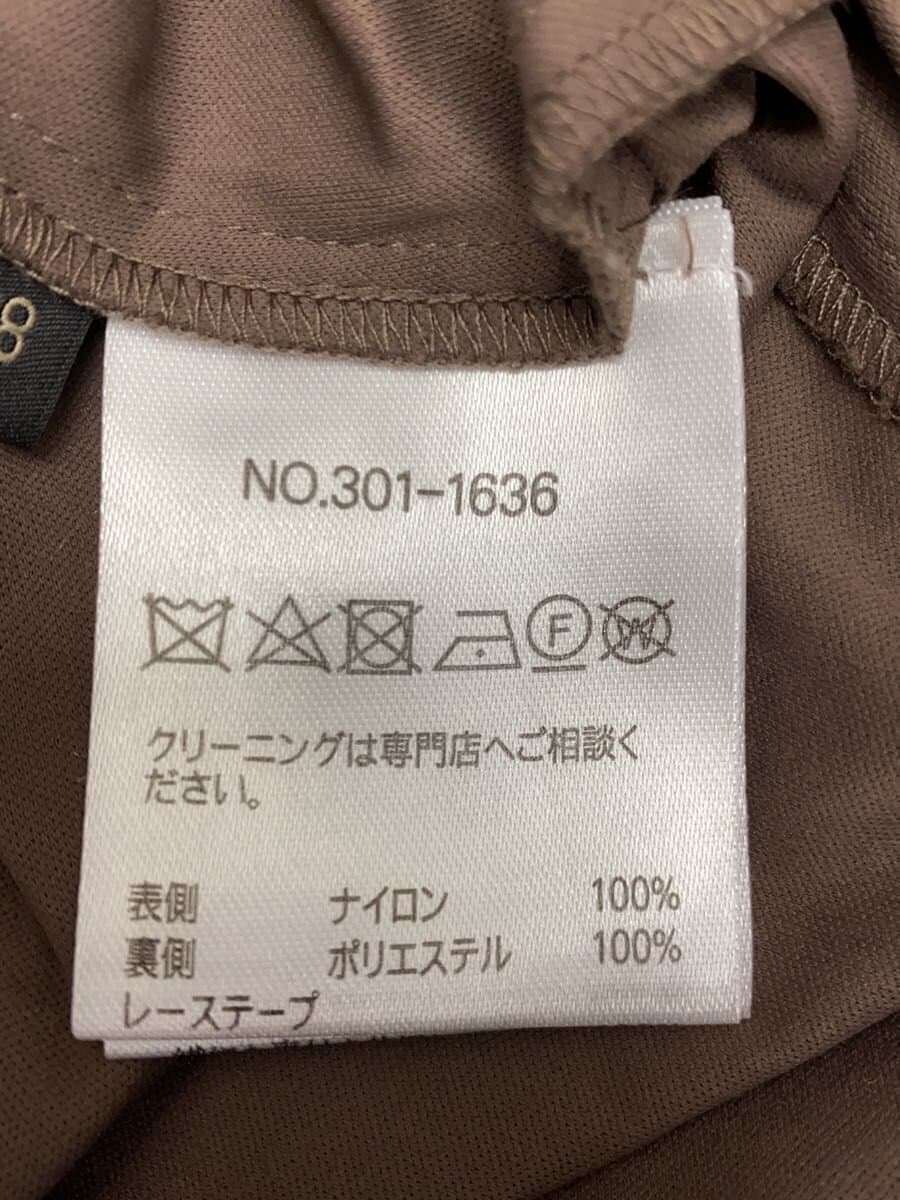 8
NO.301-1636
F W
クリーニングは専門店へご相談く
ださい。
表側 ナイロン 100%
裏側 ポリエステル 100%
レーステープ